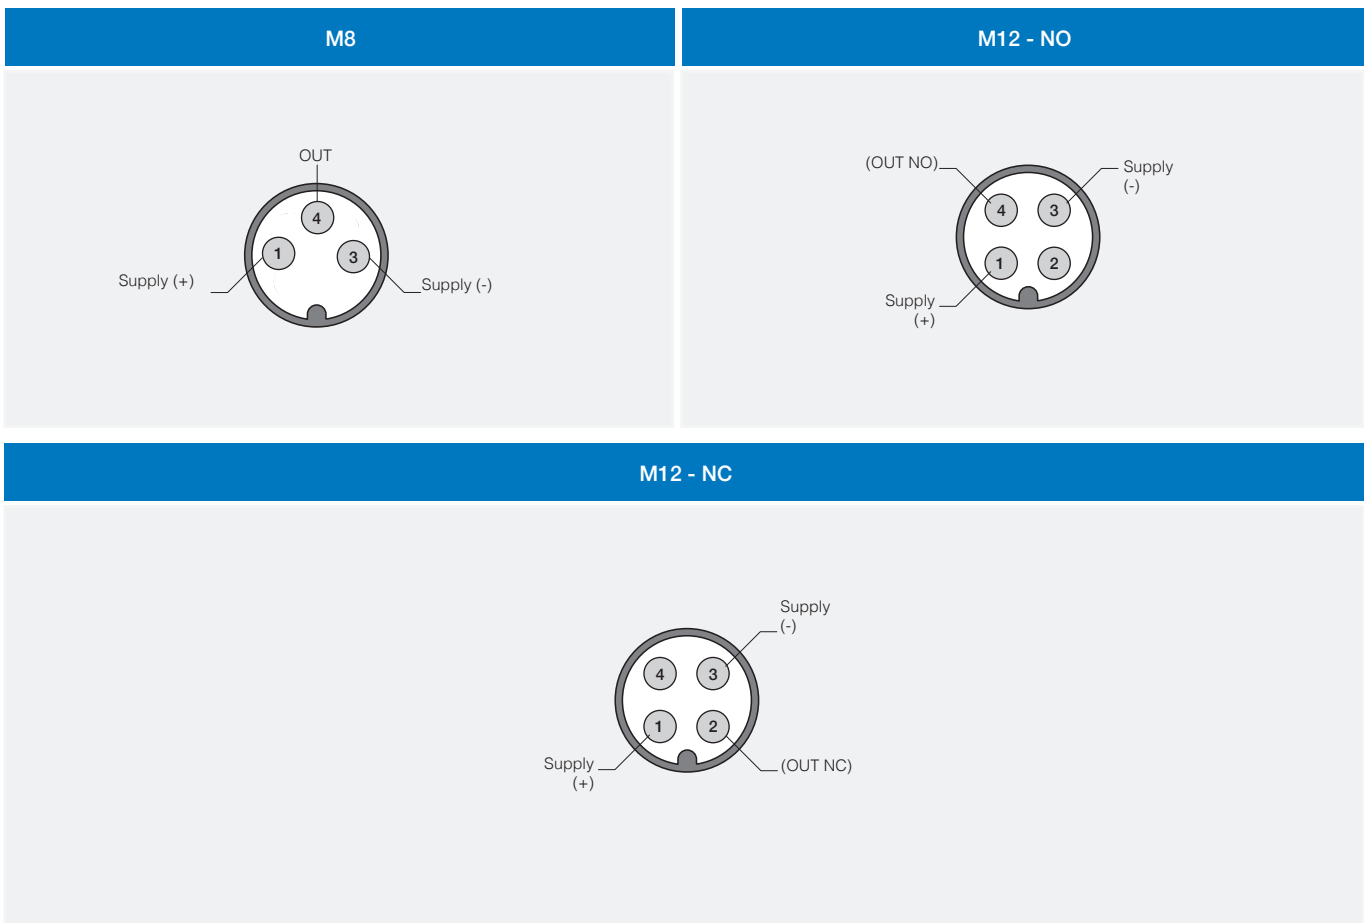 M8
M12 - NO
OUT
4
1
3
Supply (+)
Supply (-)
(OUT NO)
Supply
(-)
4
3
1
2
Supply
(+)
M12 - NC
Supply
(-)
4
3
1
2
Supply
(+)
(OUT NC)